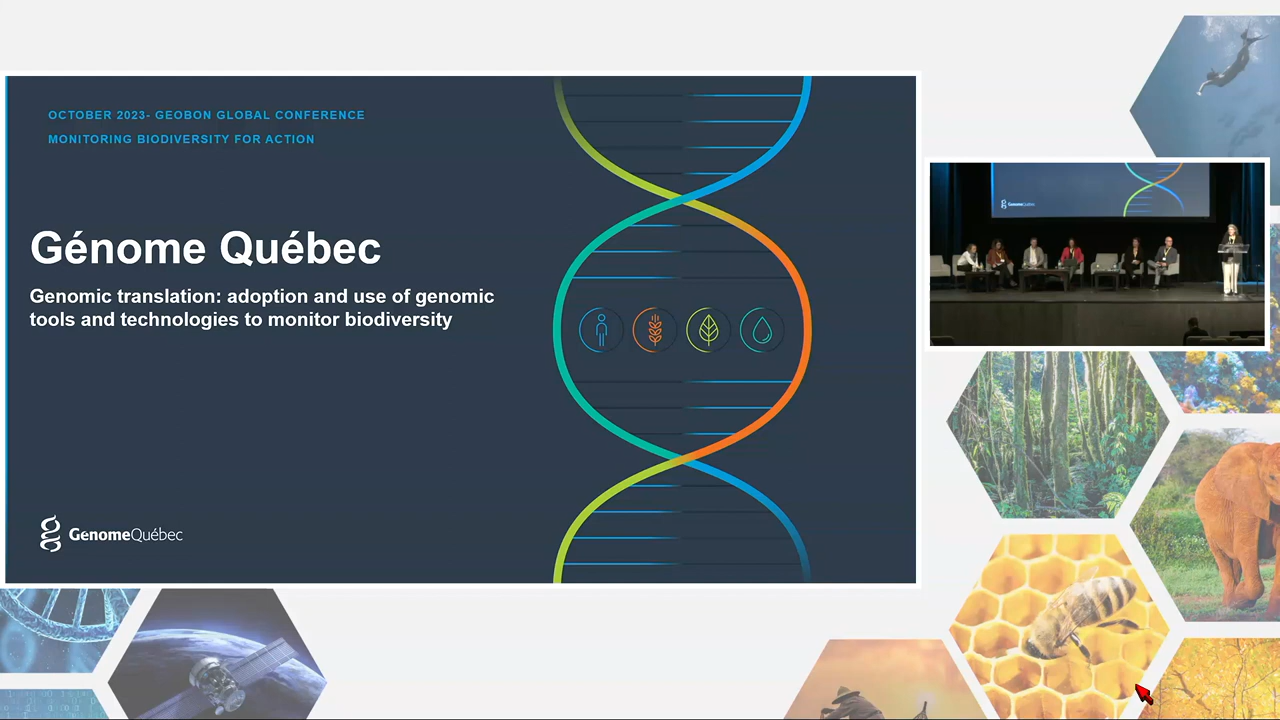 OCTOBER 2023- GEOBON GLOBAL CONFERENCE
MONITORING BIODIVERSITY FOR ACTION
Génome Québec
Genomic translation: adoption and use of genomic
tools and technologies to monitor biodiversity
GenomeQuébec
GenomeQuébec